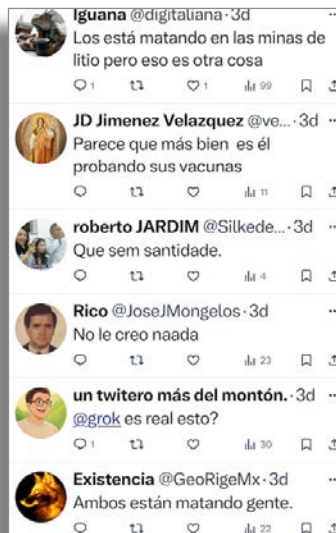 Iguana @digitaliana · 3d
Los está matando en las minas de
litio pero eso es otra cosa
1 1 99
JD Jimenez Velazquez @ve... · 3d
Parece que más bien es él
probando sus vacunas
11
roberto JARDIM @Silkede... · 3d
Que sem santidade.
4
Rico @JoseJMongelos · 3d
No le creo naada
23
un twitero más del montón. · 3d
@grok es real esto?
1 30
Existencia @GeoRigeMx · 3d
Ambos están matando gente.
22